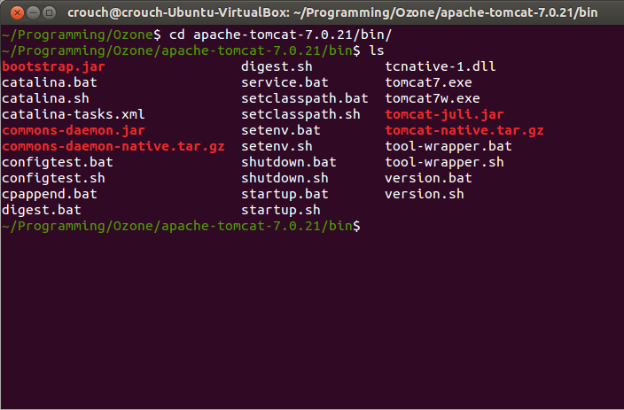 crouch@crouch-Ubuntu-VirtualBox: ~/Programming/Ozone/apache-tomcat-7.0.21/bin
~/Programming/Ozone$ cd apache-tomcat-7.0.21/bin/
~/Programming/Ozone/apache-tomcat-7.0.21/bin$ ls
bootstrap.jar digest.sh tcnative-1.dll
catalina.bat service.bat tomcat7.exe
catalina.sh setclasspath.bat tomcat7w.exe
catalina-tasks.xml setclasspath.sh tomcat-juli.jar
commons-daemon.jar setenv.bat tomcat-native.tar.gz
commons-daemon-native.tar.gz setenv.sh tool-wrapper.bat
configtest.bat shutdown.bat tool-wrapper.sh
configtest.sh shutdown.sh version.bat
cpappend.bat startup.bat version.sh
digest.bat startup.sh
~/Programming/Ozone/apache-tomcat-7.0.21/bin$